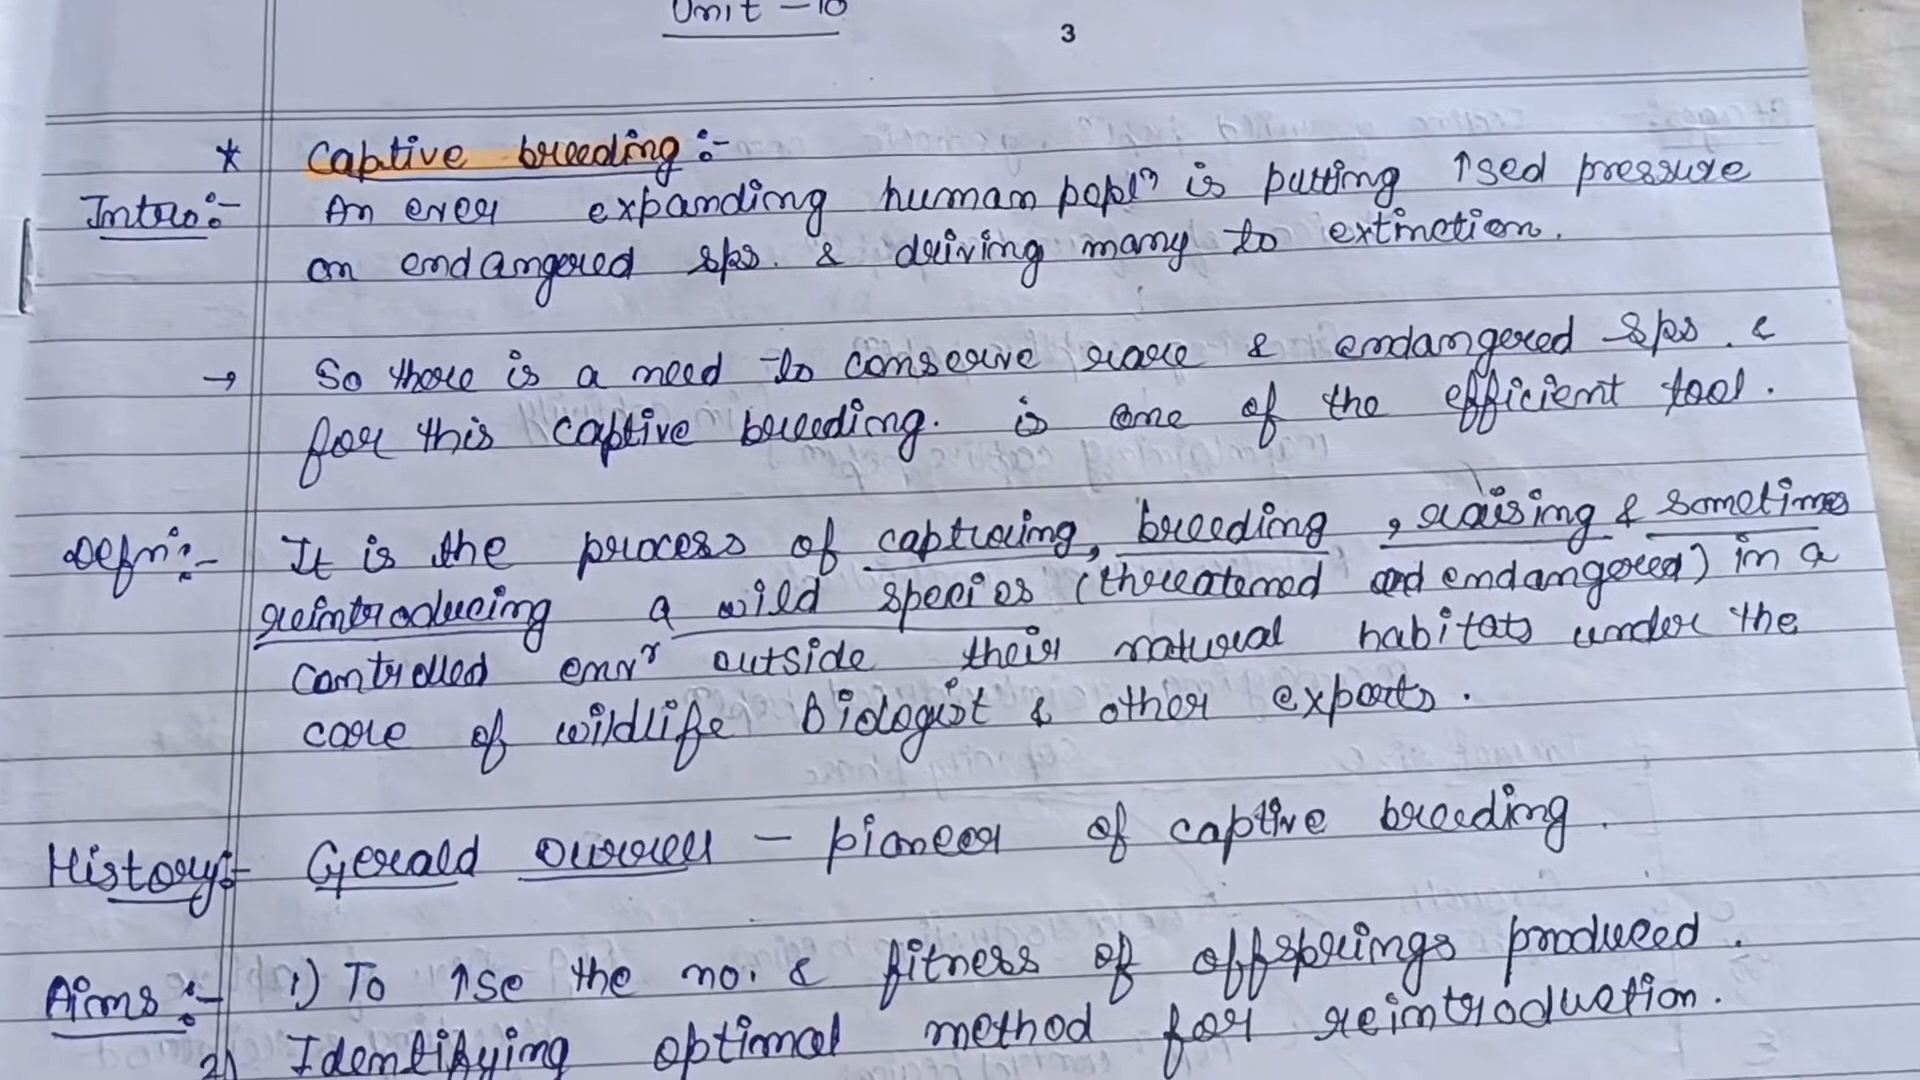 Unit - 10
3
* Captive breeding :-
Intro :- An ever expanding human popl^n is putting ↑sed pressure
on endangered sps. & driving many to extinction.
→ So there is a need to conserve rare & endangered sps. &
for this captive breeding. is one of the efficient tool.
Defn :- It is the process of capturing, breeding, raising & sometimes
reintroducing a wild species (threatened and endangered) in a
controlled env^r outside their natural habitats under the
care of wildlife Biologist & other experts.
History :- Gerald Durrell - pioneer of captive breeding.
Aims :- 1) To ↑se the no. & fitness of offsprings produced.
2) Identifying optimal method for reintroduction.